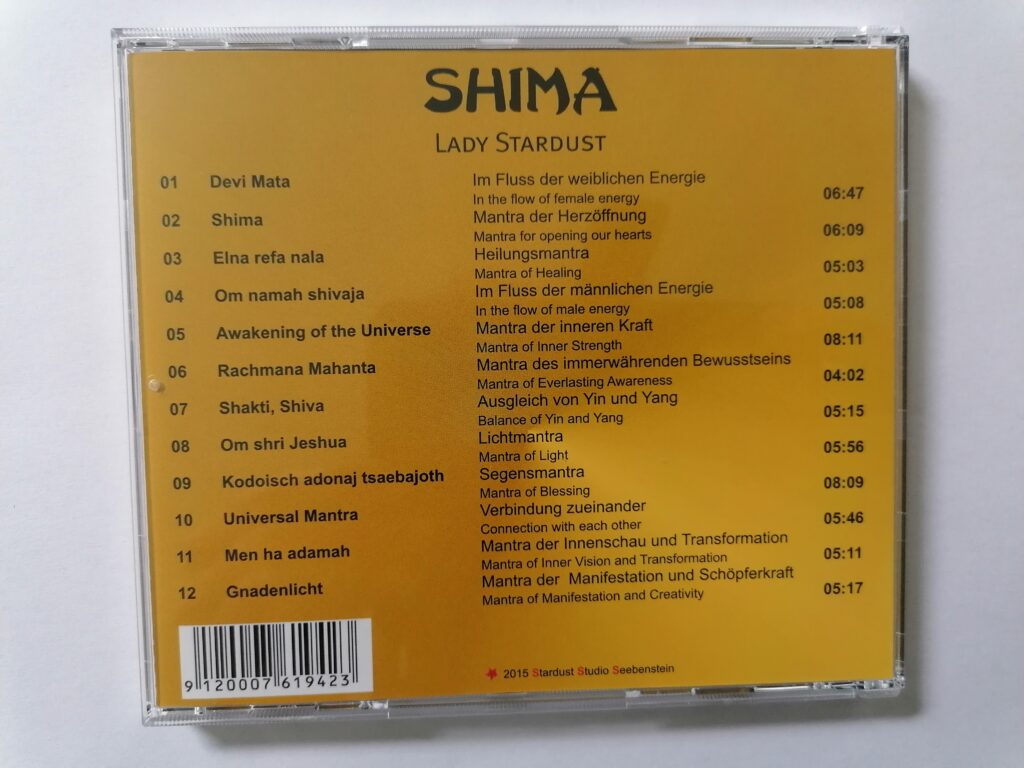 SHIMA
LADY STARDUST
01 Devi Mata Im Fluss der weiblichen Energie
In the flow of female energy 06:47
02 Shima Mantra der Herzöffnung
Mantra for opening our hearts 06:09
03 Elna refa nala Heilungsmantra
Mantra of Healing 05:03
04 Om namah shivaja Im Fluss der männlichen Energie
In the flow of male energy 05:08
05 Awakening of the Universe Mantra der inneren Kraft
Mantra of Inner Strength 08:11
06 Rachmana Mahanta Mantra des immerwährenden Bewusstseins
Mantra of Everlasting Awareness 04:02
07 Shakti, Shiva Ausgleich von Yin und Yang
Balance of Yin and Yang 05:15
08 Om shri Jeshua Lichtmantra
Mantra of Light 05:56
09 Kodoisch adonaj tsaebajoth Segensmantra
Mantra of Blessing 08:09
10 Universal Mantra Verbindung zueinander
Connection with each other 05:46
11 Men ha adamah Mantra der Innenschau und Transformation
Mantra of Inner Vision and Transformation 05:11
12 Gnadenlicht Mantra der Manifestation und Schöpferkraft
Mantra of Manifestation and Creativity 05:17
9 120007 619423
2015 Stardust Studio Seebenstein